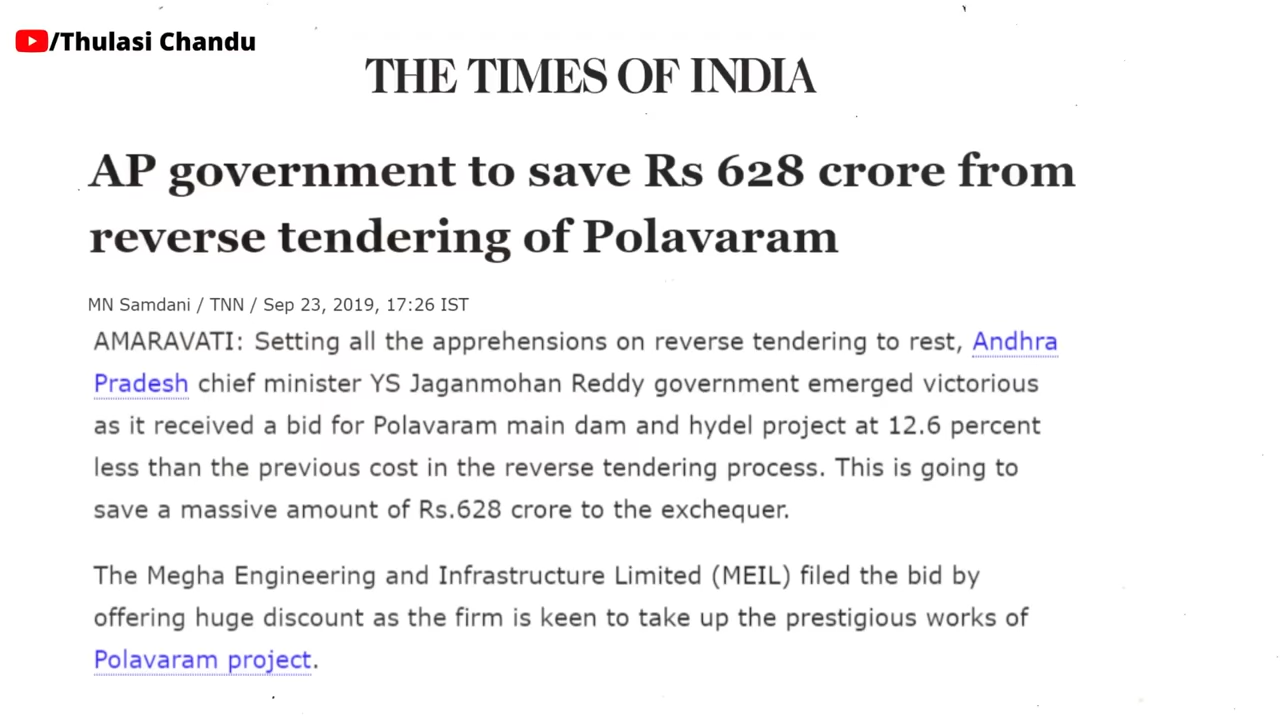 /Thulasi Chandu
THE TIMES OF INDIA
AP government to save Rs 628 crore from
reverse tendering of Polavaram
MN Samdani / TNN / Sep 23, 2019, 17:26 IST
AMARAVATI: Setting all the apprehensions on reverse tendering to rest, Andhra
Pradesh chief minister YS Jaganmohan Reddy government emerged victorious
as it received a bid for Polavaram main dam and hydel project at 12.6 percent
less than the previous cost in the reverse tendering process. This is going to
save a massive amount of Rs.628 crore to the exchequer.
The Megha Engineering and Infrastructure Limited (MEIL) filed the bid by
offering huge discount as the firm is keen to take up the prestigious works of
Polavaram project.